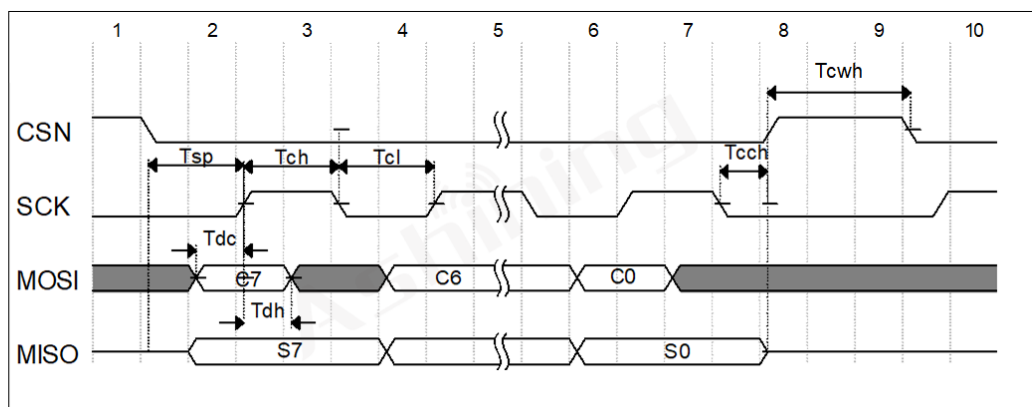 1 2 3 4 5 6 7 8 9 10
Tcwh
CSN
Tsp Tch Tcl Tcch
SCK
Tdc
MOSI C7 C6 C0
Tdh
MISO S7 S0
Ashining